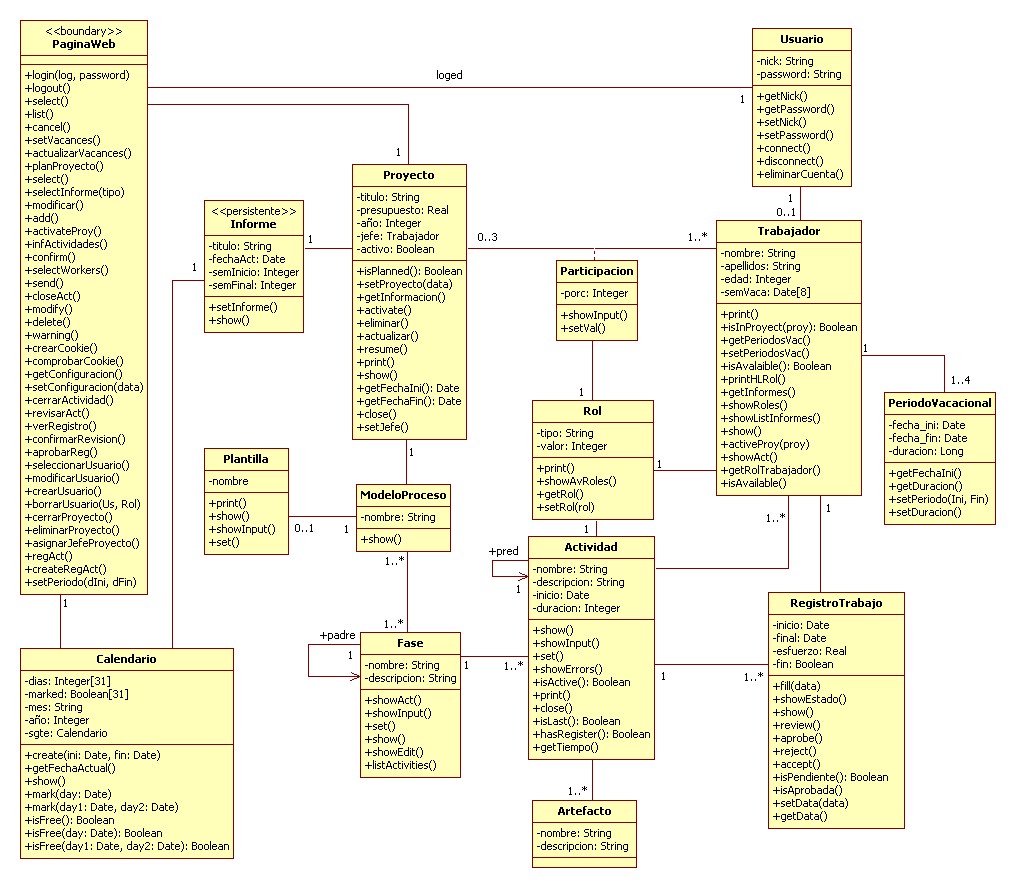 <<boundary>>
PaginaWeb
+login(log, password)
+logout()
+select()
+list()
+cancel()
+setVacances()
+actualizarVacances()
+planProyecto()
+select()
+selectInforme(tipo)
+modificar()
+add()
+activateProy()
+infActividades()
+confirm()
+selectWorkers()
+send()
+closeAct()
+modify()
+delete()
+warning()
+crearCookie()
+comprobarCookie()
+getConfiguracion()
+setConfiguracion(data)
+cerrarActividad()
+revisarAct()
+verRegistro()
+confirmarRevision()
+aprobarReg()
+seleccionarUsuario()
+modificarUsuario()
+crearUsuario()
+borrarUsuario(Us, Rol)
+cerrarProyecto()
+eliminarProyecto()
+asignarJefeProyecto()
+regAct()
+createRegAct()
+setPeriodo(dIni, dFin)
loged
1
Usuario
-nick: String
-password: String
+getNick()
+getPassword()
+setNick()
+setPassword()
+connect()
+disconnect()
+eliminarCuenta()
1
0..1
1
Proyecto
-titulo: String
-presupuesto: Real
-año: Integer
-jefe: Trabajador
-activo: Boolean
+isPlanned(): Boolean
+setProyecto(data)
+getInformacion()
+activate()
+eliminar()
+actualizar()
+resume()
+print()
+show()
+getFechaIni(): Date
+getFechaFin(): Date
+close()
+setJefe()
<<persistente>>
Informe
-titulo: String
-fechaAct: Date
-semInicio: Integer
-semFinal: Integer
+setInforme()
+show()
1
1
0..3
1..*
Participacion
-porc: Integer
+showInput()
+setVal()
1
Trabajador
-nombre: String
-apellidos: String
-edad: Integer
-semVaca: Date[8]
+print()
+isInProyect(proy): Boolean
+getPeriodosVac()
+setPeriodosVac()
+isAvalaible(): Boolean
+printHLRol()
+getInformes()
+showRoles()
+showListInformes()
+show()
+activeProy(proy)
+showAct()
+getRolTrabajador()
+isAvailable()
1
1..4
PeriodoVacacional
-fecha_ini: Date
-fecha_fin: Date
-duracion: Long
+getFechaIni()
+getDuracion()
+setPeriodo(Ini, Fin)
+setDuracion()
Rol
-tipo: String
-valor: Integer
+print()
+showAvRoles()
+getRol()
+setRol(rol)
1
1
Plantilla
-nombre
+print()
+show()
+showInput()
+set()
0..1
1
1
ModeloProceso
-nombre: String
+show()
1..*
1..*
+pred
1
Actividad
-nombre: String
-descripcion: String
-inicio: Date
-duracion: Integer
+show()
+showInput()
+set()
+showErrors()
+isActive(): Boolean
+print()
+close()
+isLast(): Boolean
+hasRegister(): Boolean
+getTiempo()
1..*
1
1
1..*
RegistroTrabajo
-inicio: Date
-final: Date
-esfuerzo: Real
-fin: Boolean
+fill(data)
+showEstado()
+show()
+review()
+aprobe()
+reject()
+accept()
+isPendiente(): Boolean
+isAprobada()
+setData(data)
+getData()
1
Calendario
-dias: Integer[31]
-marked: Boolean[31]
-mes: String
-año: Integer
-sgte: Calendario
+create(ini: Date, fin: Date)
+getFechaActual()
+show()
+mark(day: Date)
+mark(day1: Date, day2: Date)
+isFree(): Boolean
+isFree(day: Date): Boolean
+isFree(day1: Date, day2: Date): Boolean
+padre
1
Fase
-nombre: String
-descripcion: String
+showAct()
+showInput()
+set()
+show()
+showEdit()
+listActivities()
1
1..*
1..*
Artefacto
-nombre: String
-descripcion: String